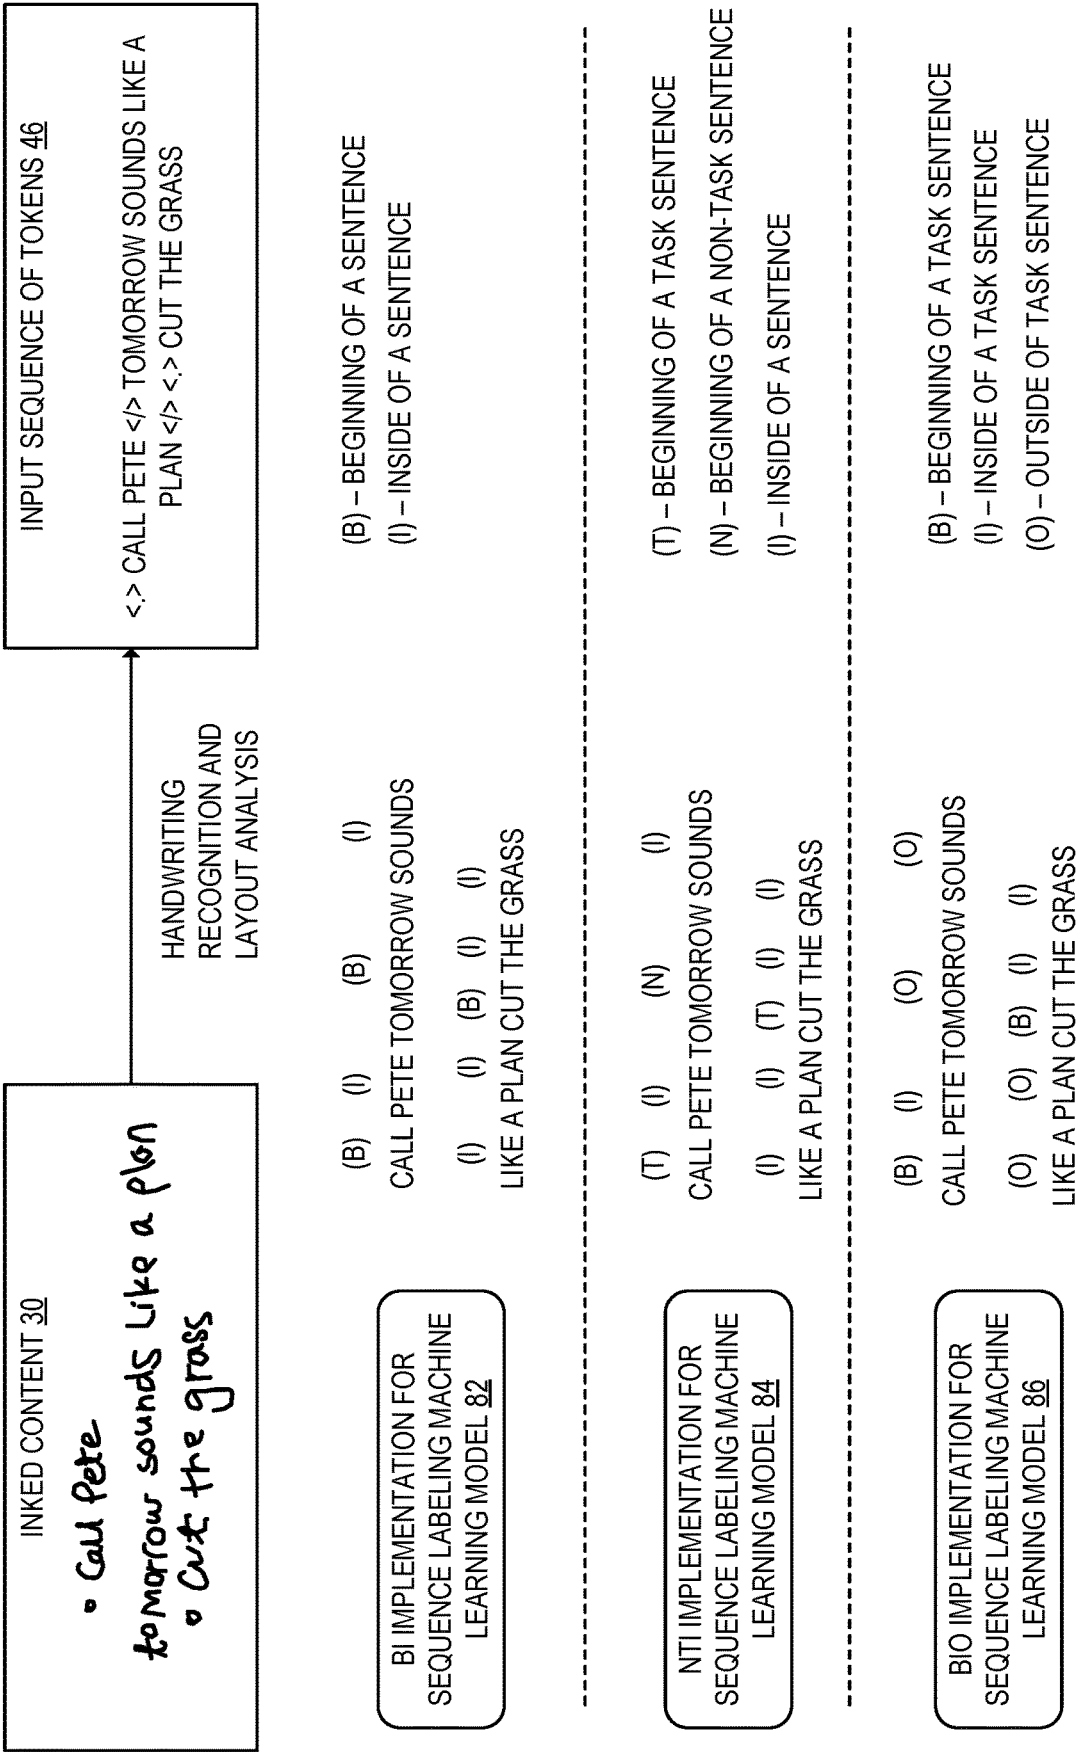 INKED CONTENT 30
• Call Pete
tomorrow sounds like a plan
• Cut the grass
HANDWRITING
RECOGNITION AND
LAYOUT ANALYSIS
INPUT SEQUENCE OF TOKENS 46
<.> CALL PETE </> TOMORROW SOUNDS LIKE A
PLAN </> <.> CUT THE GRASS
BI IMPLEMENTATION FOR
SEQUENCE LABELING MACHINE
LEARNING MODEL 82
(B) (I) (B) (I)
CALL PETE TOMORROW SOUNDS
(I) (I) (B) (I) (I)
LIKE A PLAN CUT THE GRASS
(B) – BEGINNING OF A SENTENCE
(I) – INSIDE OF A SENTENCE
NTI IMPLEMENTATION FOR
SEQUENCE LABELING MACHINE
LEARNING MODEL 84
(T) (I) (N) (I)
CALL PETE TOMORROW SOUNDS
(I) (I) (T) (I) (I)
LIKE A PLAN CUT THE GRASS
(T) – BEGINNING OF A TASK SENTENCE
(N) – BEGINNING OF A NON-TASK SENTENCE
(I) – INSIDE OF A SENTENCE
BIO IMPLEMENTATION FOR
SEQUENCE LABELING MACHINE
LEARNING MODEL 86
(B) (I) (O) (O)
CALL PETE TOMORROW SOUNDS
(O) (O) (B) (I) (I)
LIKE A PLAN CUT THE GRASS
(B) – BEGINNING OF A TASK SENTENCE
(I) – INSIDE OF A TASK SENTENCE
(O) – OUTSIDE OF TASK SENTENCE